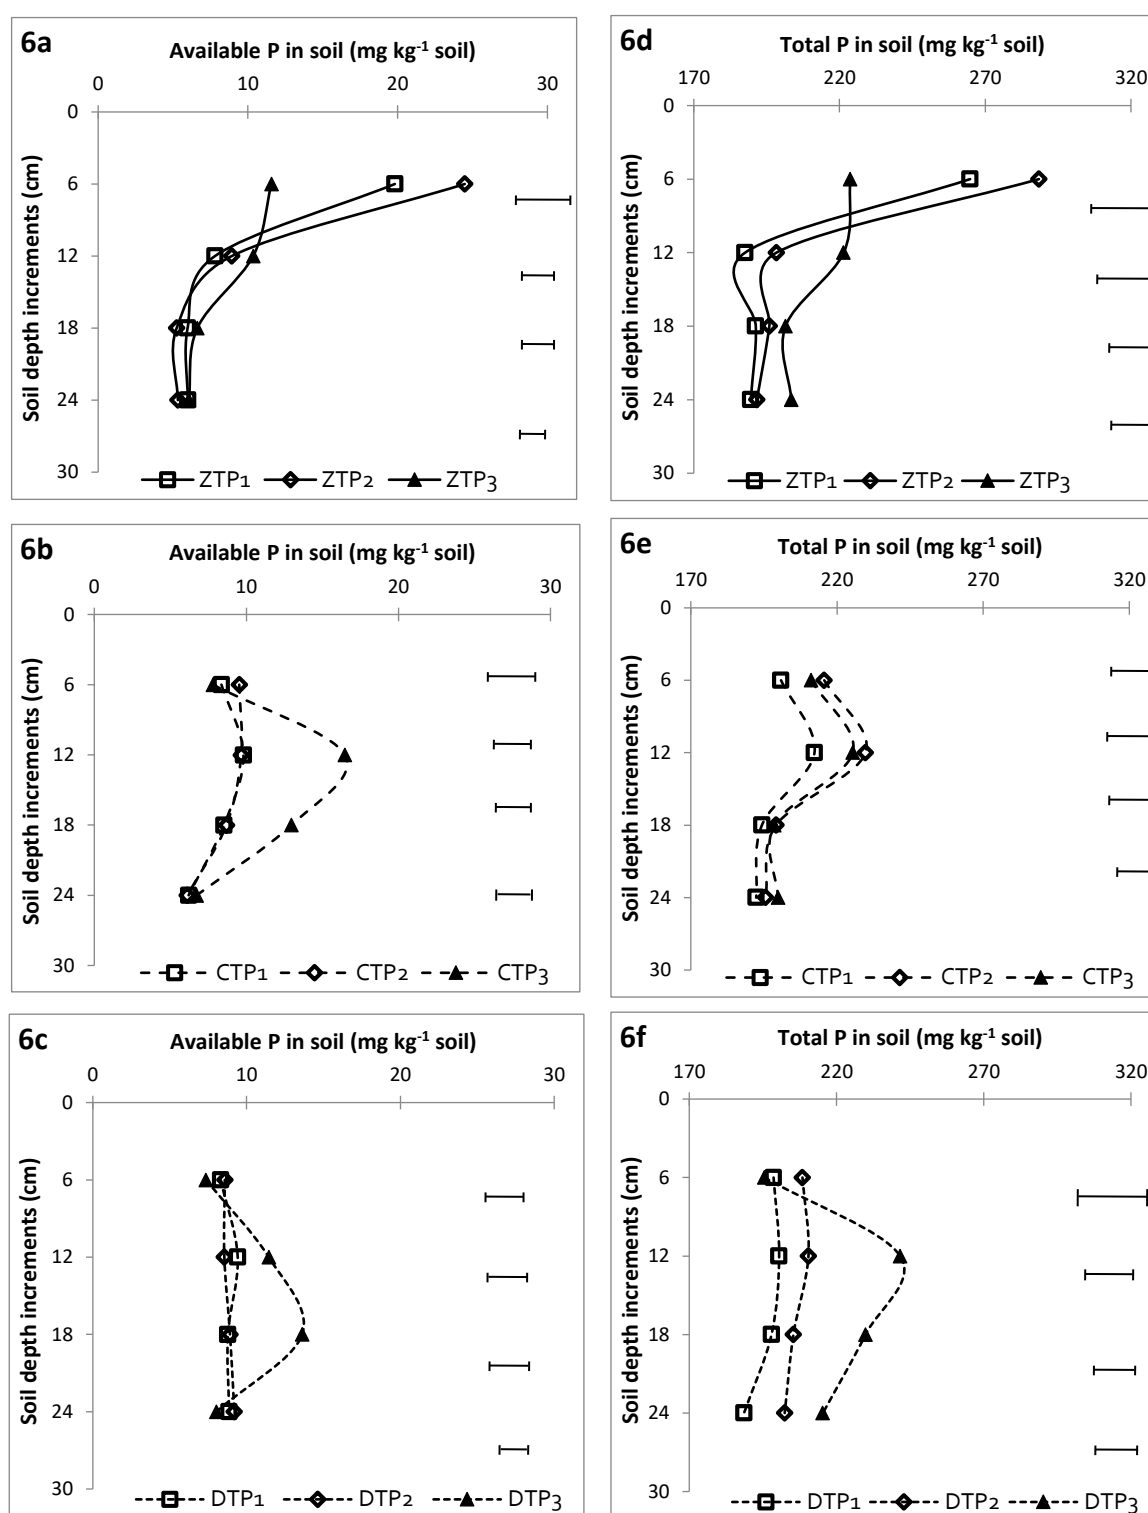 6a
Available P in soil (mg kg-1 soil)
0 10 20 30
0
6
12
18
24
30
Soil depth increments (cm)
ZTP1 ZTP2 ZTP3
6d
Total P in soil (mg kg-1 soil)
170 220 270 320
0
6
12
18
24
30
Soil depth increments (cm)
ZTP1 ZTP2 ZTP3
6b
Available P in soil (mg kg-1 soil)
0 10 20 30
0
6
12
18
24
30
Soil depth increments (cm)
CTP1 CTP2 CTP3
6e
Total P in soil (mg kg-1 soil)
170 220 270 320
0
6
12
18
24
30
Soil depth increments (cm)
CTP1 CTP2 CTP3
6c
Available P in soil (mg kg-1 soil)
0 10 20 30
0
6
12
18
24
30
Soil depth increments (cm)
DTP1 DTP2 DTP3
6f
Total P in soil (mg kg-1 soil)
170 220 270 320
0
6
12
18
24
30
Soil depth increments (cm)
DTP1 DTP2 DTP3